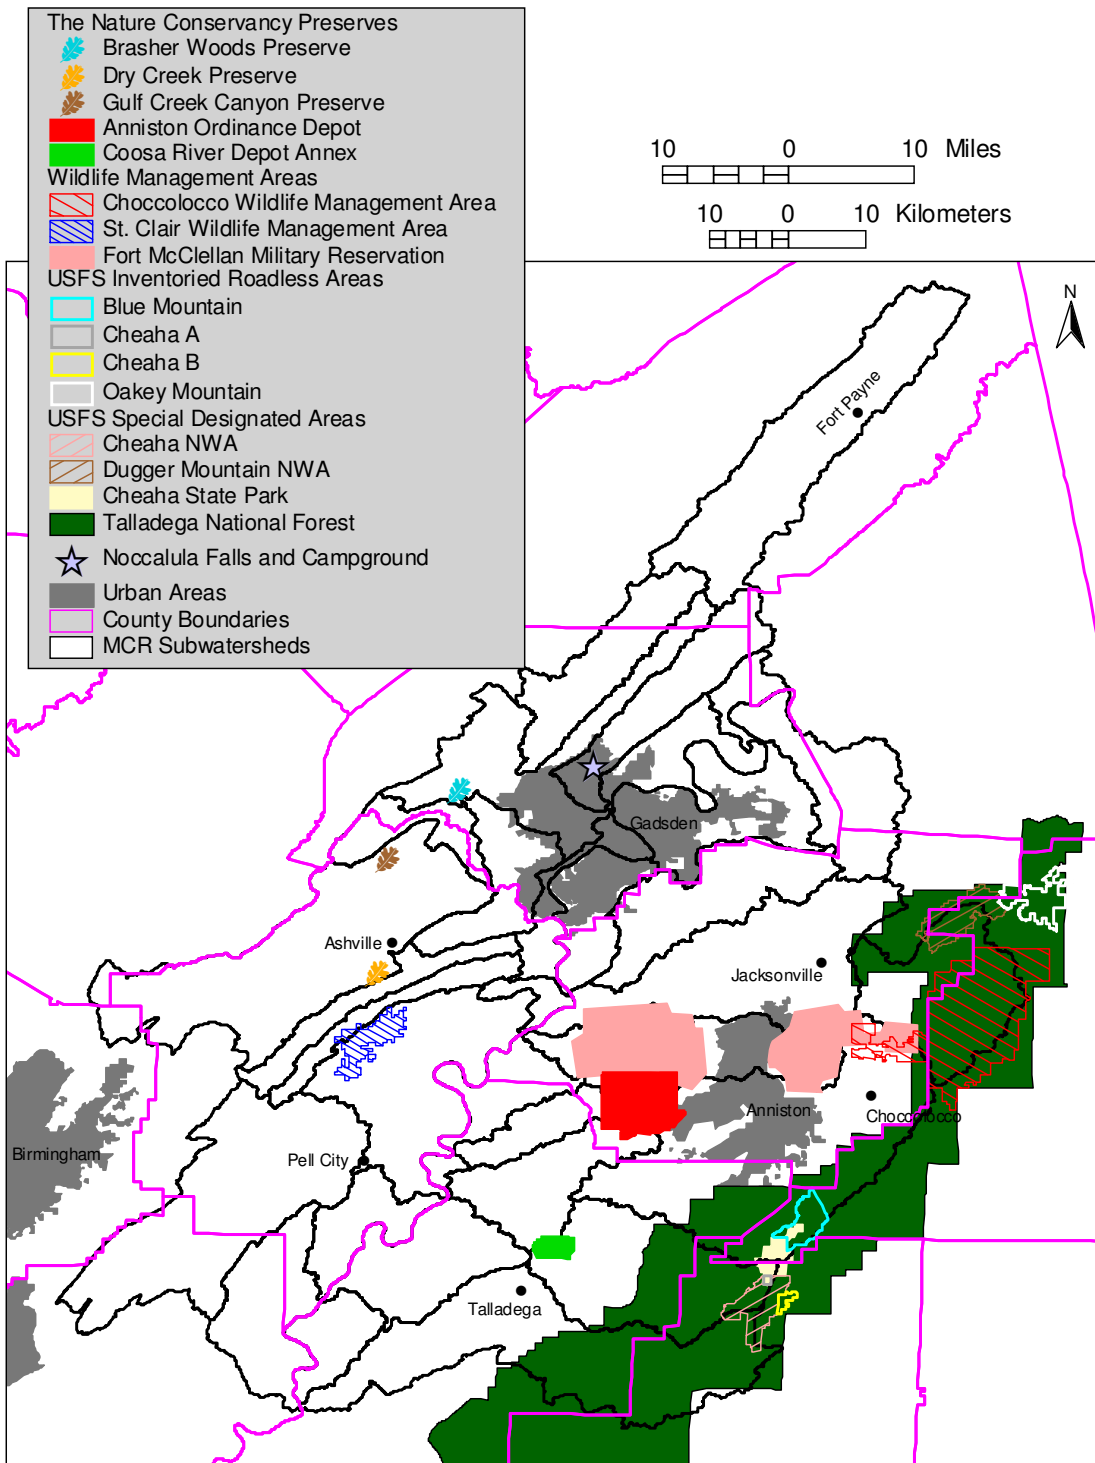 The Nature Conservancy Preserves
Brasher Woods Preserve
Dry Creek Preserve
Gulf Creek Canyon Preserve
Anniston Ordinance Depot
Coosa River Depot Annex
Wildlife Management Areas
Choccolocco Wildlife Management Area
St. Clair Wildlife Management Area
Fort McClellan Military Reservation
USFS Inventoried Roadless Areas
Blue Mountain
Cheaha A
Cheaha B
Oakey Mountain
USFS Special Designated Areas
Cheaha NWA
Dugger Mountain NWA
Cheaha State Park
Talladega National Forest
Noccalula Falls and Campground
Urban Areas
County Boundaries
MCR Subwatersheds
10 0 10 Miles
10 0 10 Kilometers
N
Fort Payne
Gadsden
Ashville
Jacksonville
Anniston
Choccolocco
Birmingham
Pell City
Talladega